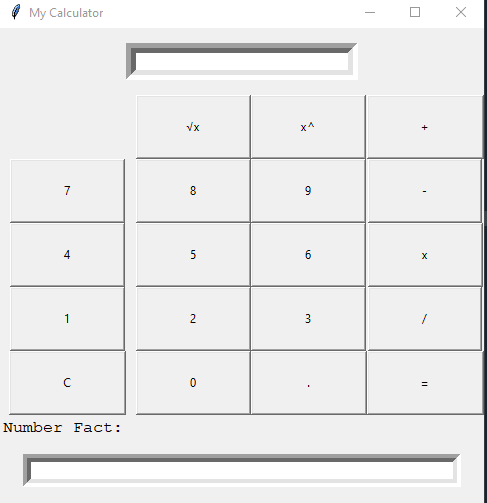 My Calculator
√x x^ +
7 8 9 -
4 5 6 x
1 2 3 /
C 0 . =
Number Fact: